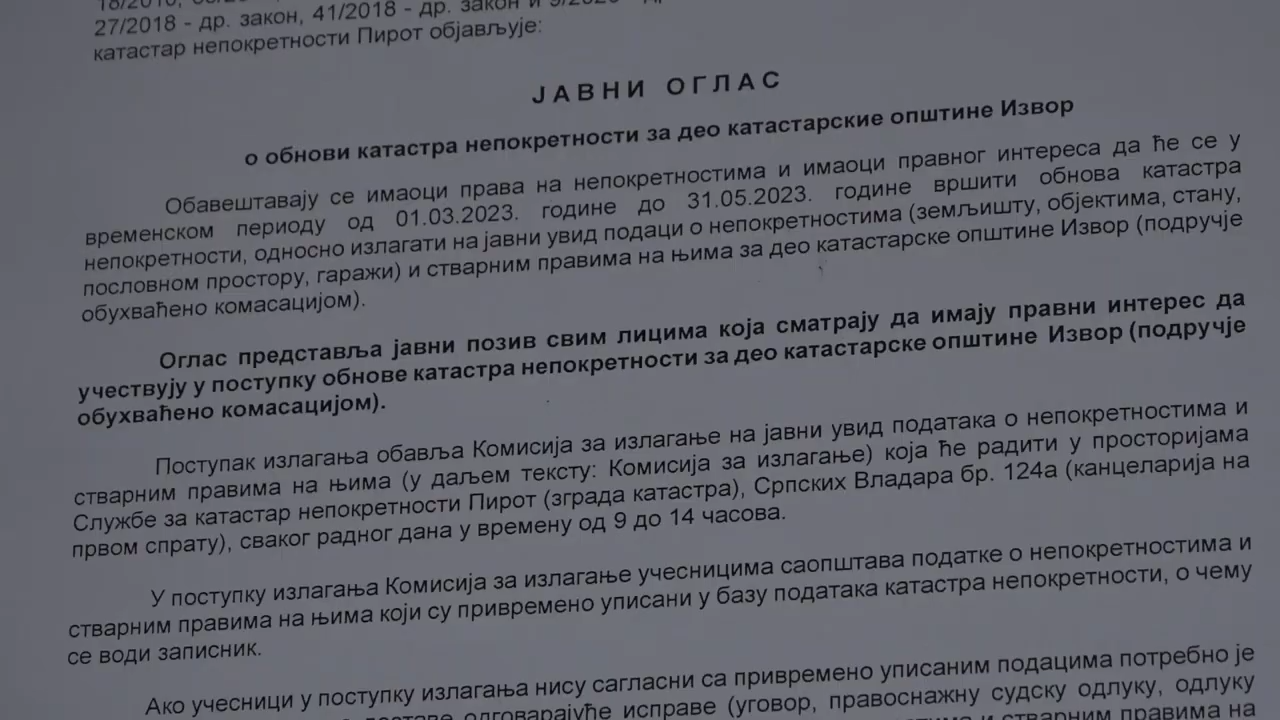 27/2018 - др. закон, 41/2018 - др. закон и
катастар непокретности Пирот објављује:
ЈАВНИ ОГЛАС
о обнови катастра непокретности за део катастарские општине Извор
Обавештавају се имаоци права на непокретностима и имаоци правног интереса да ће се у
временском периоду од 01.03.2023. године до 31.05.2023. године вршити обнова катастра
непокретности, односно излагати на јавни увид подаци о непокретностима (земљишту, објектима, стану,
пословном простору, гаражи) и стварним правима на њима за део катастарске општине Извор (подручје
обухваћено комасацијом).
Оглас представља јавни позив свим лицима која сматрају да имају правни интерес да
учествују у поступку обнове катастра непокретности за део катастарске општине Извор (подручје
обухваћено комасацијом).
Поступак излагања обавља Комисија за излагање на јавни увид података о непокретностима и
стварним правима на њима (у даљем тексту: Комисија за излагање) која ће радити у просторијама
Службе за катастар непокретности Пирот (зграда катастра), Српских Владара бр. 124а (канцеларија на
првом спрату), сваког радног дана у времену од 9 до 14 часова.
У поступку излагања Комисија за излагање учесницима саопштава податке о непокретностима и
стварним правима на њима који су привремено уписани у базу података катастра непокретности, о чему
се води записник.
Ако учесници у поступку излагања нису сагласни са привремено уписаним подацима потребно је
доставе одговарајуће исправе (уговор, правоснажну судску одлуку, одлуку
и стварним правима на